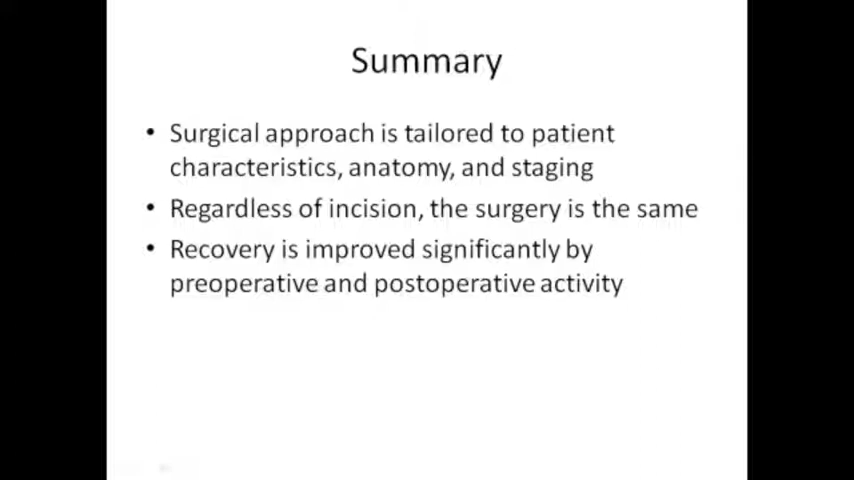 Summary
• Surgical approach is tailored to patient
characteristics, anatomy, and staging
• Regardless of incision, the surgery is the same
• Recovery is improved significantly by
preoperative and postoperative activity